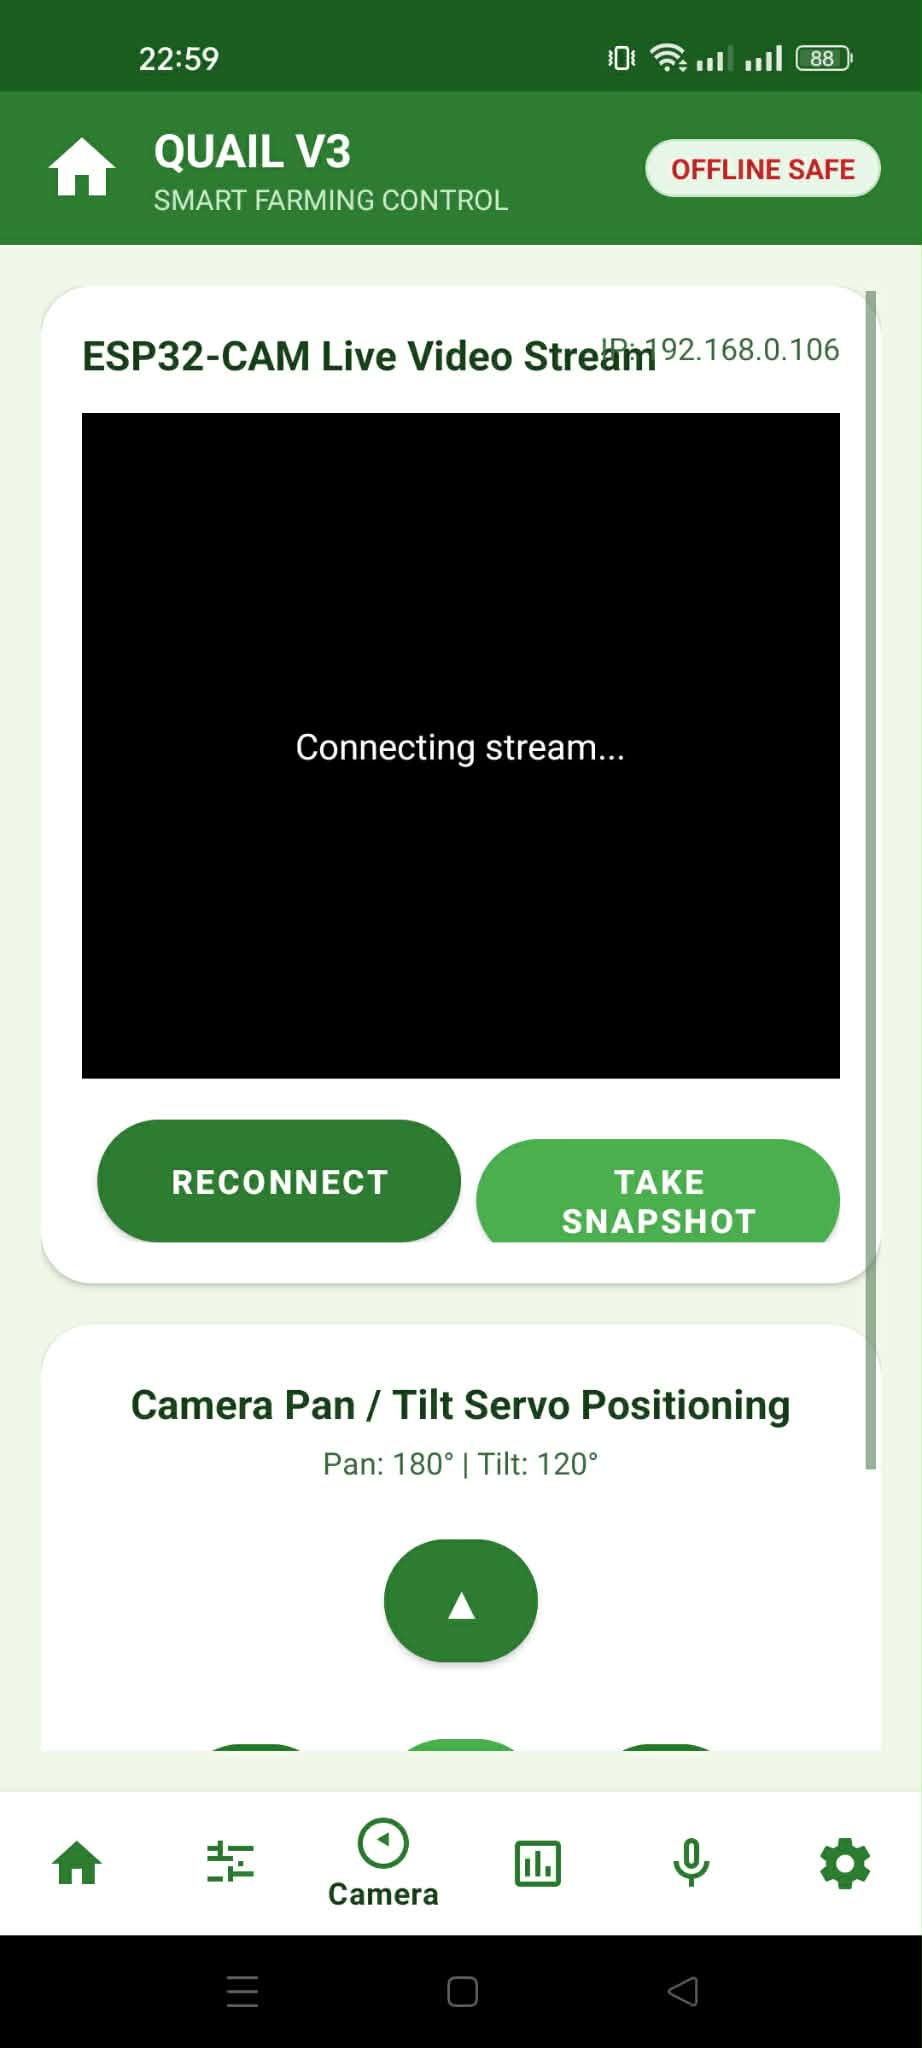 22:59
88
QUAIL V3
SMART FARMING CONTROL
OFFLINE SAFE
ESP32-CAM Live Video Stream
IP: 192.168.0.106
Connecting stream...
RECONNECT
TAKE
SNAPSHOT
Camera Pan / Tilt Servo Positioning
Pan: 180° | Tilt: 120°
▲
Camera